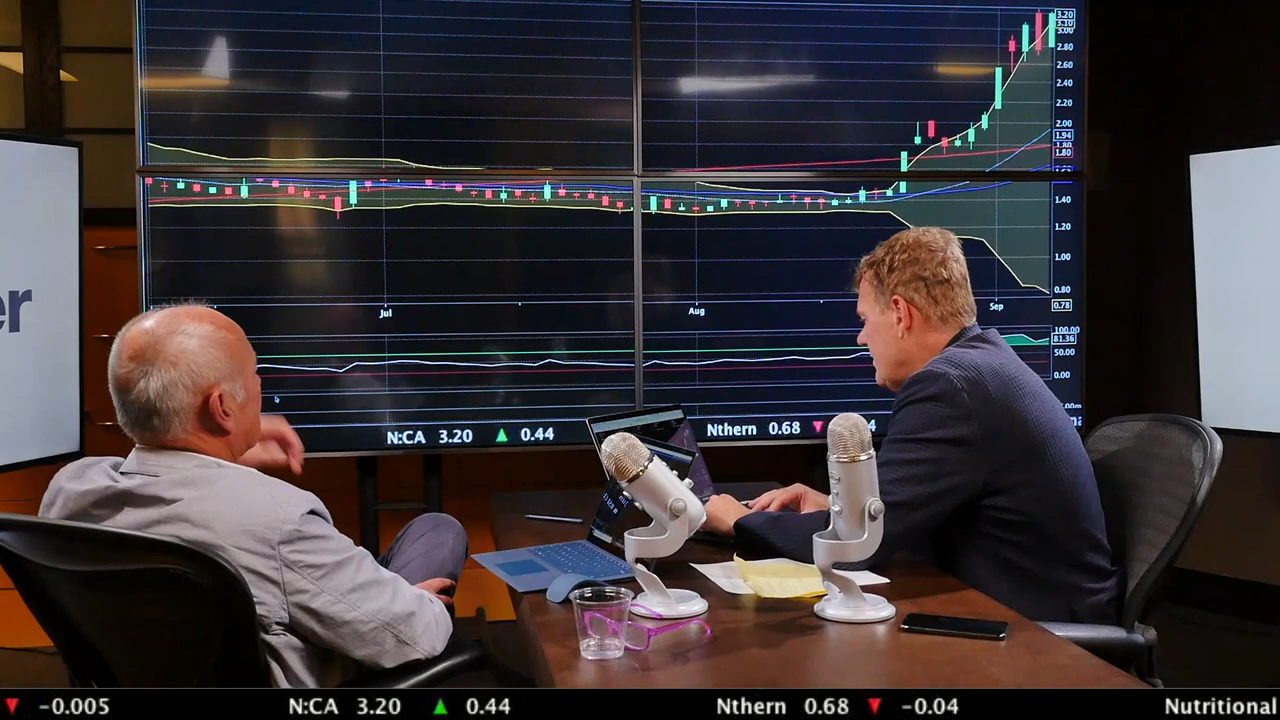 3.20
3.10
3.00
2.80
2.60
2.40
2.20
2.00
1.94
1.80
1.80
1.40
1.20
1.00
0.80
0.78
Jul
Aug
Sep
100.00
81.36
50.00
0.00
er
N:CA 3.20 ▲ 0.44
Nthern 0.68 ▼
▼ -0.005 N:CA 3.20 ▲ 0.44 Nthern 0.68 ▼ -0.04 Nutritional